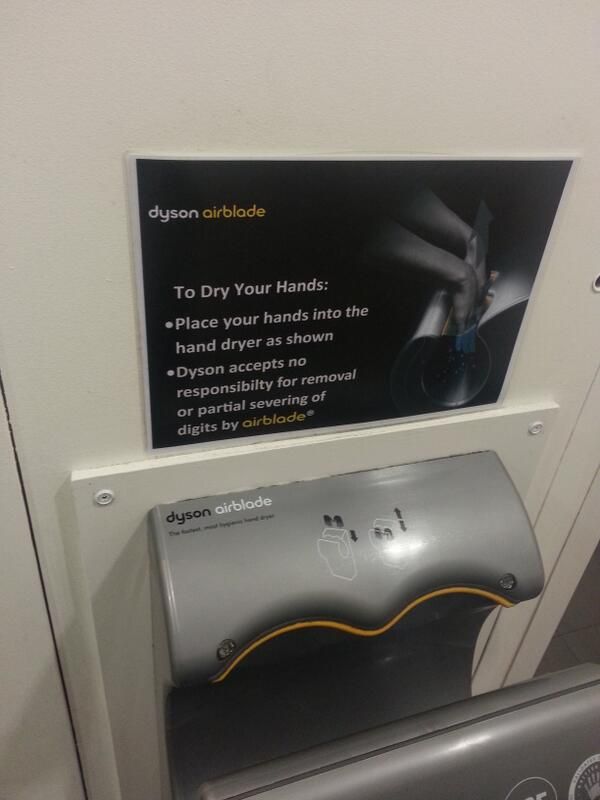 dyson airblade
To Dry Your Hands:
•Place your hands into the
hand dryer as shown
•Dyson accepts no
responsibilty for removal
or partial severing of
digits by airblade®
dyson airblade
The fastest, most hygienic hand dryer